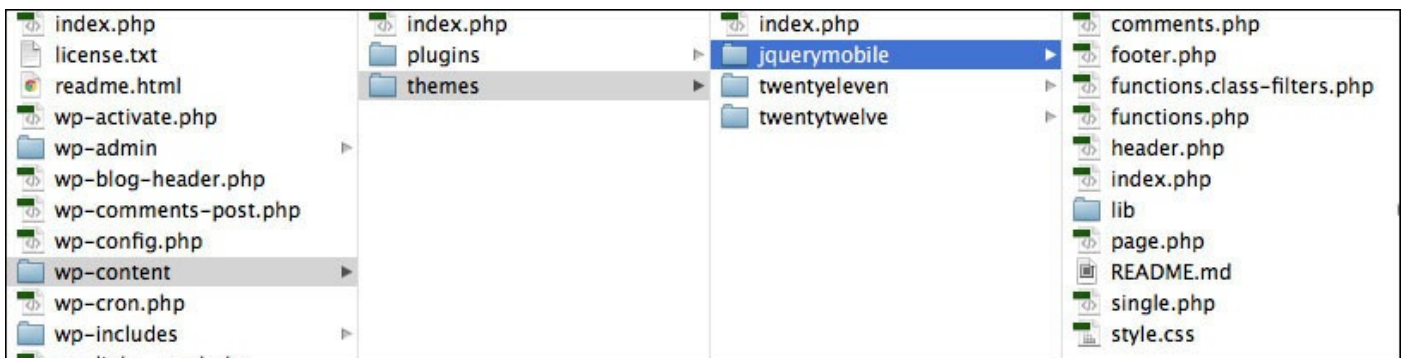 index.php
license.txt
readme.html
wp-activate.php
wp-admin
wp-blog-header.php
wp-comments-post.php
wp-config.php
wp-content
wp-cron.php
wp-includes
index.php
plugins
themes
index.php
jquerymobile
twentyeleven
twentytwelve
comments.php
footer.php
functions.class-filters.php
functions.php
header.php
index.php
lib
page.php
README.md
single.php
style.css